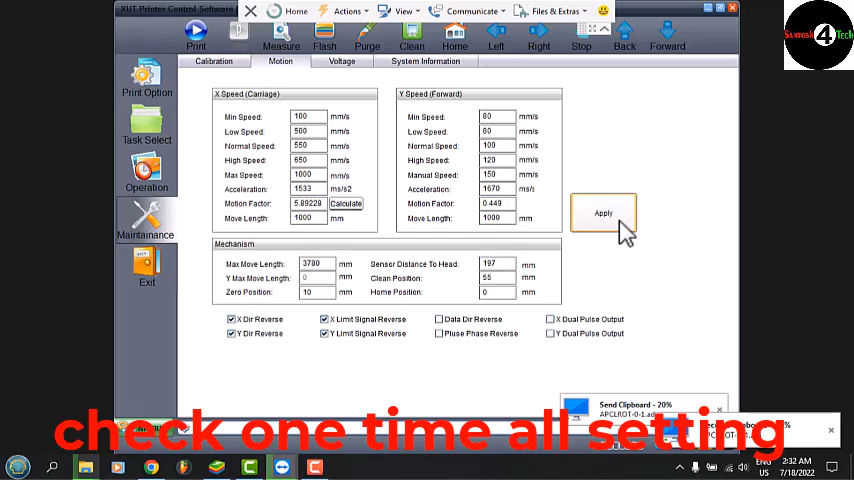 XUT Printer Control Software
Home Actions View Communicate Files & Extras
Print Measure Flash Purge Clean Home Left Right Stop Back Forward
Calibration Motion Voltage System Information
Print Option
Task Select
Operation
Maintainance
Exit
X Speed (Carriage)
Min Speed: 100 mm/s
Low Speed: 500 mm/s
Normal Speed: 550 mm/s
High Speed: 650 mm/s
Max Speed: 1000 mm/s
Acceleration: 1533 ms/s2
Motion Factor: 5.89228 Calculate
Move Length: 1000 mm
Y Speed (Forward)
Min Speed: 80 mm/s
Low Speed: 80 mm/s
Normal Speed: 100 mm/s
High Speed: 120 mm/s
Manual Speed: 150 mm/s
Acceleration: 1670 ms/
Motion Factor: 0.449
Move Length: 1000 mm
Apply
Mechanism
Max Move Length: 3780 mm Sensor Distance To Head: 197 mm
Y Max Move Length: 0 mm Clean Position: 55 mm
Zero Position: 10 mm Home Position: 0 mm
X Dir Reverse X Limit Signal Reverse Data Dir Reverse X Dual Pulse Output
Y Dir Reverse Y Limit Signal Reverse Pluse Phase Reverse Y Dual Pulse Output
Send Clipboard - 20%
check one time all setting
ENG 2:32 AM
US 7/18/2022
Santosh 4 Tech